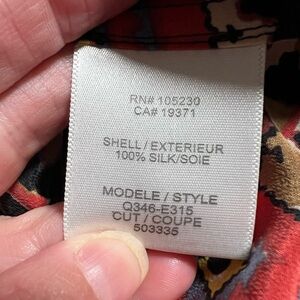 RN# 105230
CA# 19371
SHELL / EXTERIEUR
100% SILK/SOIE
MODELE / STYLE
Q346-E315
CUT / COUPE
503335